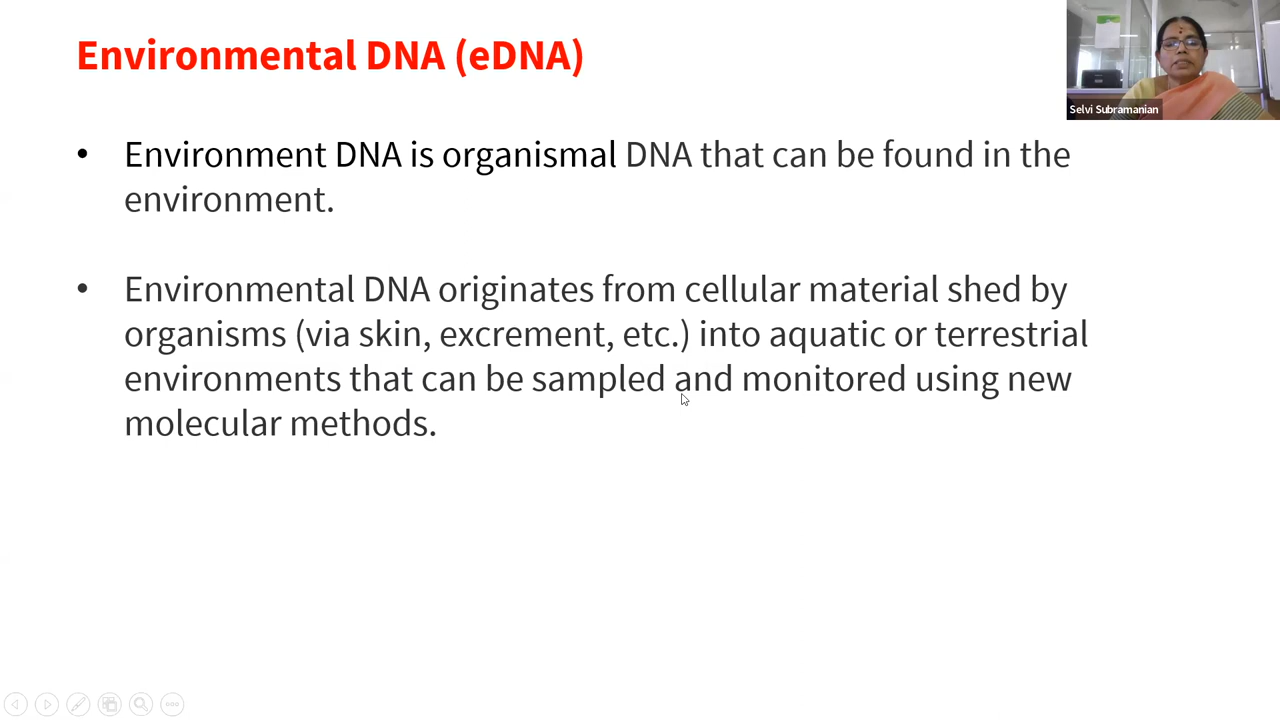 Environmental DNA (eDNA)
Selvi Subramanian
• Environment DNA is organismal DNA that can be found in the
environment.
• Environmental DNA originates from cellular material shed by
organisms (via skin, excrement, etc.) into aquatic or terrestrial
environments that can be sampled and monitored using new
molecular methods.